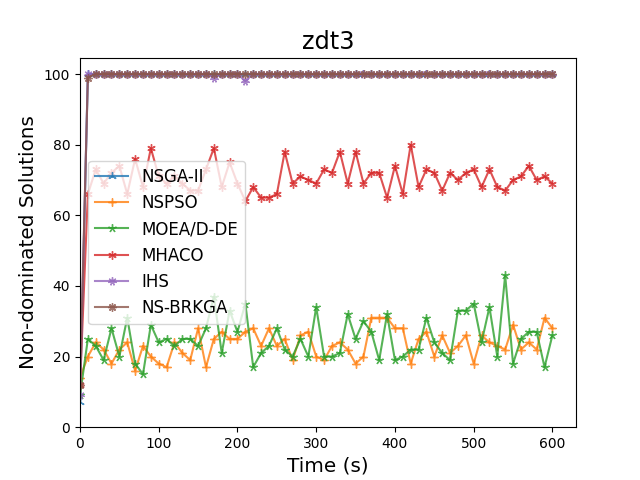 zdt3
Non-dominated Solutions
100
80
60
40
20
0
NSGA-II
NSPSO
MOEA/D-DE
MHACO
IHS
NS-BRKGA
0 100 200 300 400 500 600
Time (s)